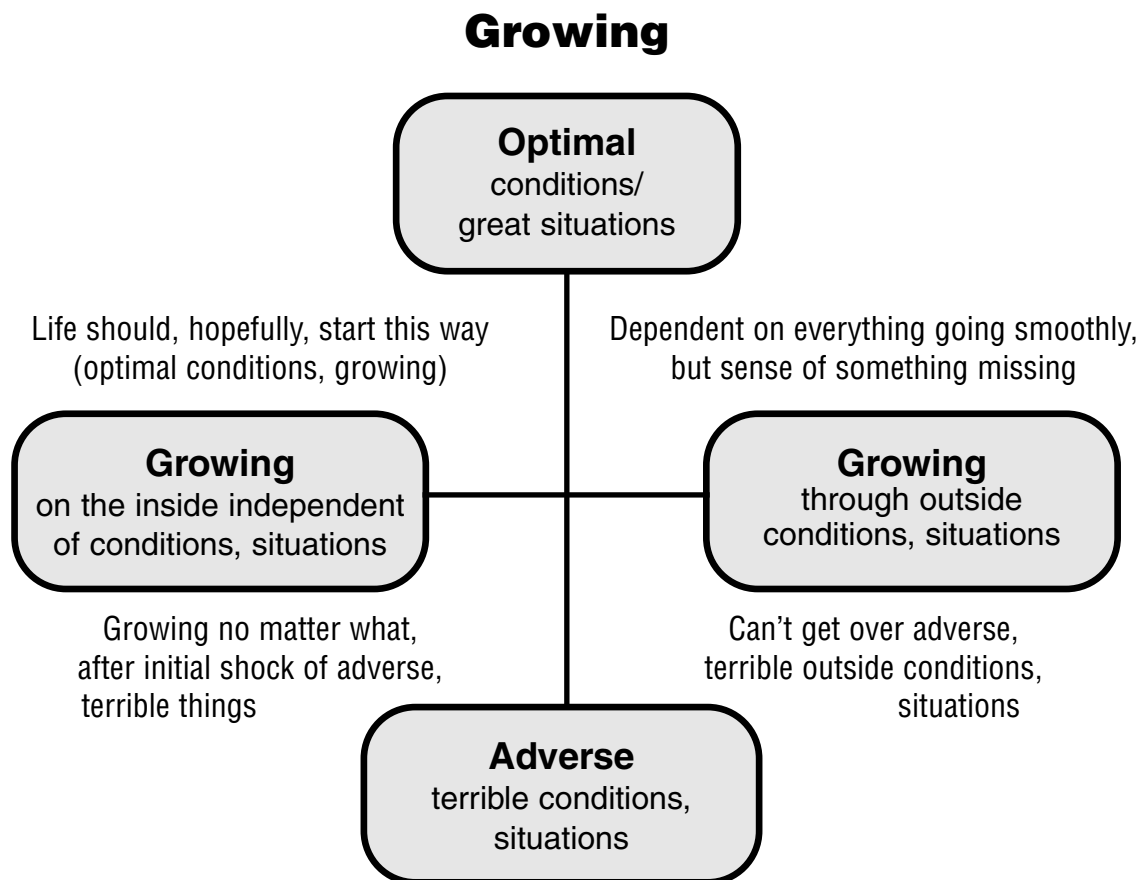 Growing
Optimal
conditions/
great situations
Life should, hopefully, start this way
(optimal conditions, growing)
Dependent on everything going smoothly,
but sense of something missing
Growing
on the inside independent
of conditions, situations
Growing
through outside
conditions, situations
Growing no matter what,
after initial shock of adverse,
terrible things
Can’t get over adverse,
terrible outside conditions,
situations
Adverse
terrible conditions,
situations